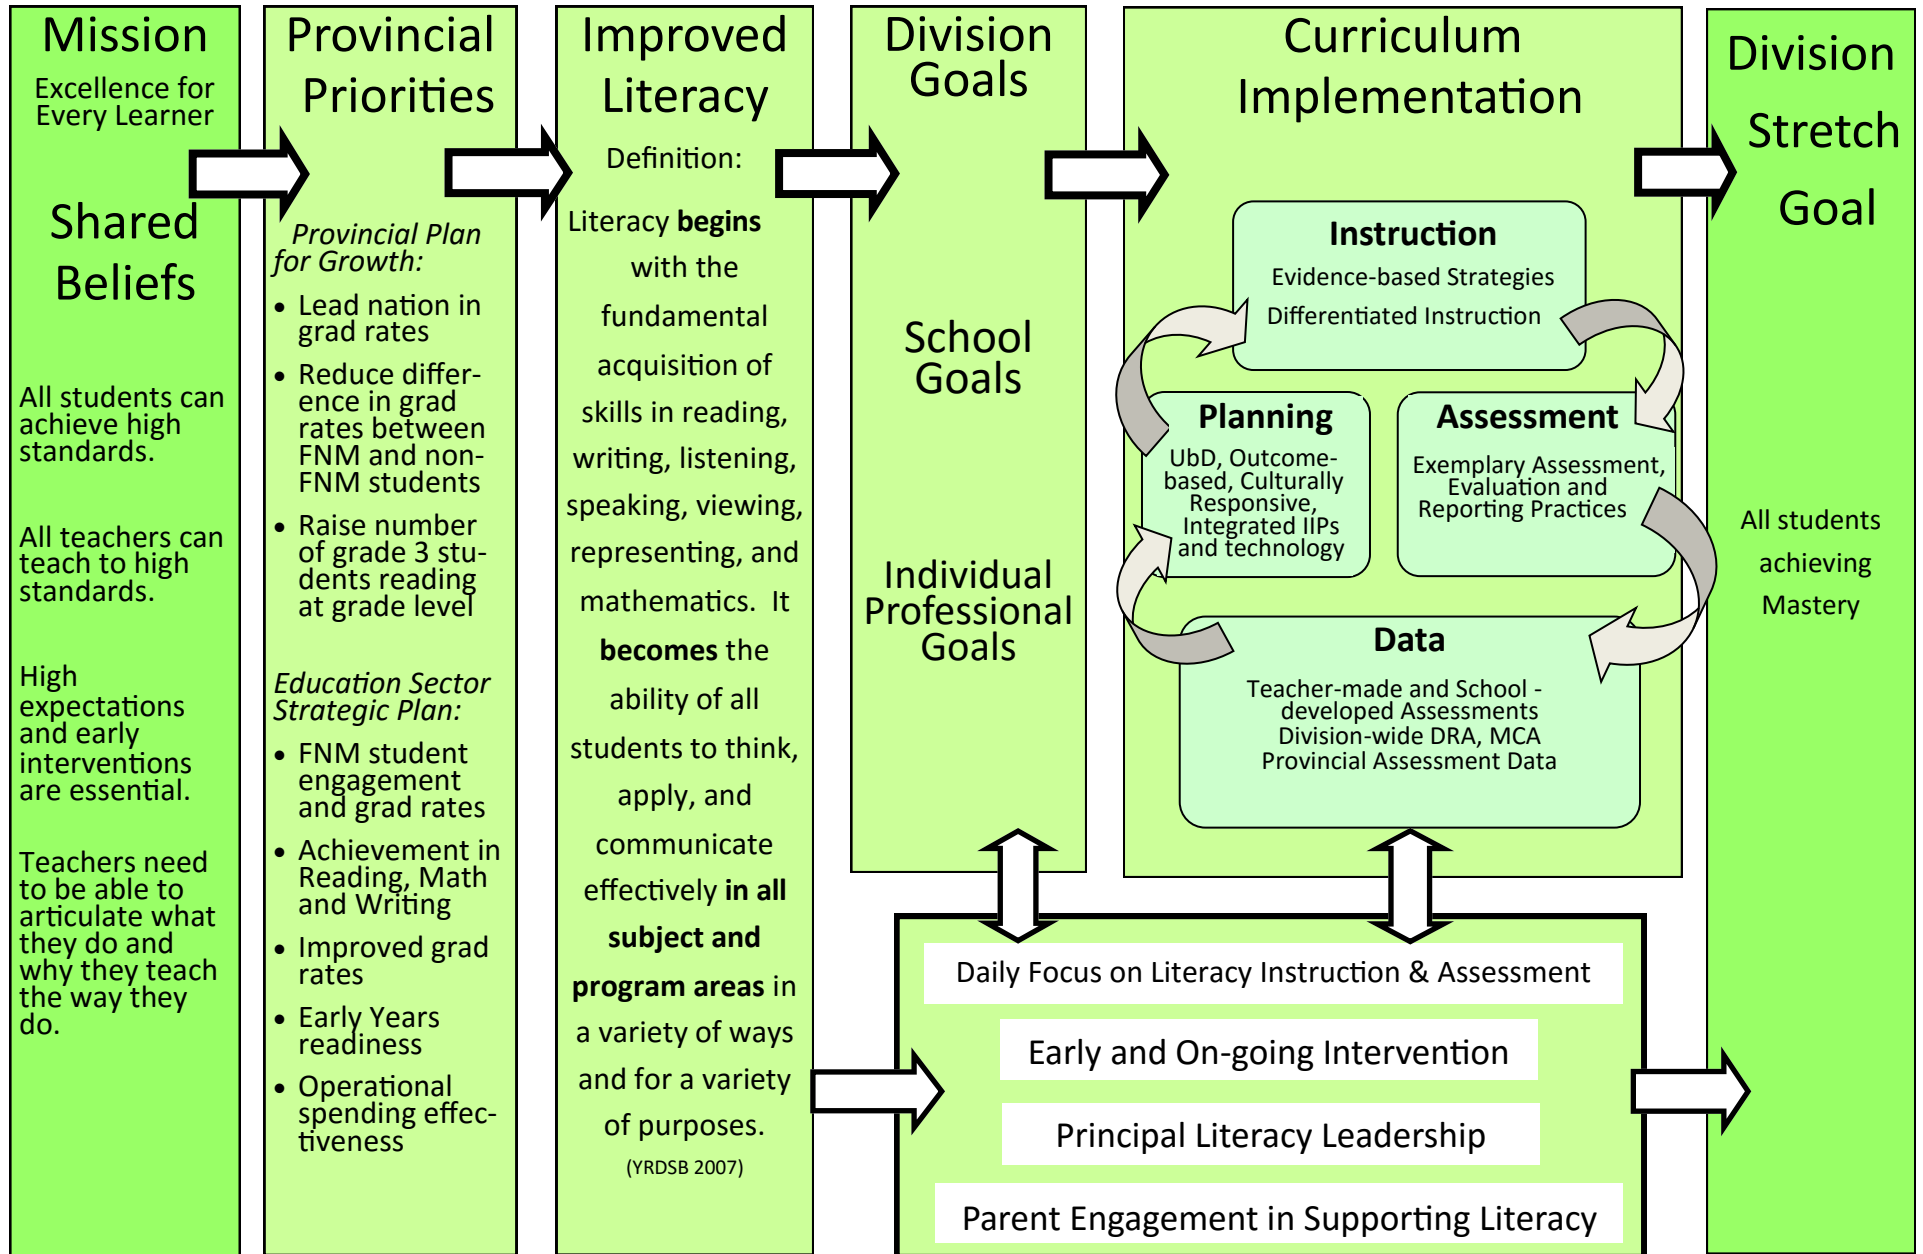 Mission
Excellence for
Every Learner
Shared
Beliefs
All students can
achieve high
standards.
All teachers can
teach to high
standards.
High
expectations
and early
interventions
are essential.
Teachers need
to be able to
articulate what
they do and
why they teach
the way they
do.
Provincial
Priorities
Provincial Plan
for Growth:
• Lead nation in
grad rates
• Reduce differ-
ence in grad
rates between
FNM and non-
FNM students
• Raise number
of grade 3 stu-
dents reading
at grade level
Education Sector
Strategic Plan:
• FNM student
engagement
and grad rates
• Achievement in
Reading, Math
and Writing
• Improved grad
rates
• Early Years
readiness
• Operational
spending effec-
tiveness
Improved
Literacy
Definition:
Literacy begins
with the
fundamental
acquisition of
skills in reading,
writing, listening,
speaking, viewing,
representing, and
mathematics.  It
becomes the
ability of all
students to think,
apply, and
communicate
effectively in all
subject and
program areas in
a variety of ways
and for a variety
of purposes.
(YRDSB 2007)
Division
Goals
School
Goals
Individual
Professional
Goals
Curriculum
Implementation
Instruction
Evidence-based Strategies
Differentiated Instruction
Planning
UbD, Outcome-
based, Culturally
Responsive,
Integrated IIPs
and technology
Assessment
Exemplary Assessment,
Evaluation and
Reporting Practices
Data
Teacher-made and School -
developed Assessments
Division-wide DRA, MCA
Provincial Assessment Data
Daily Focus on Literacy Instruction & Assessment
Early and On-going Intervention
Principal Literacy Leadership
Parent Engagement in Supporting Literacy
Division
Stretch
Goal
All students
achieving
Mastery